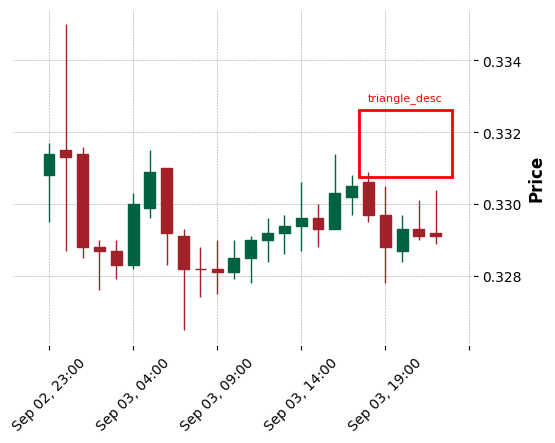 0.334
triangle_desc
0.332
0.330
0.328
Price
Sep 02, 23:00
Sep 03, 04:00
Sep 03, 09:00
Sep 03, 14:00
Sep 03, 19:00